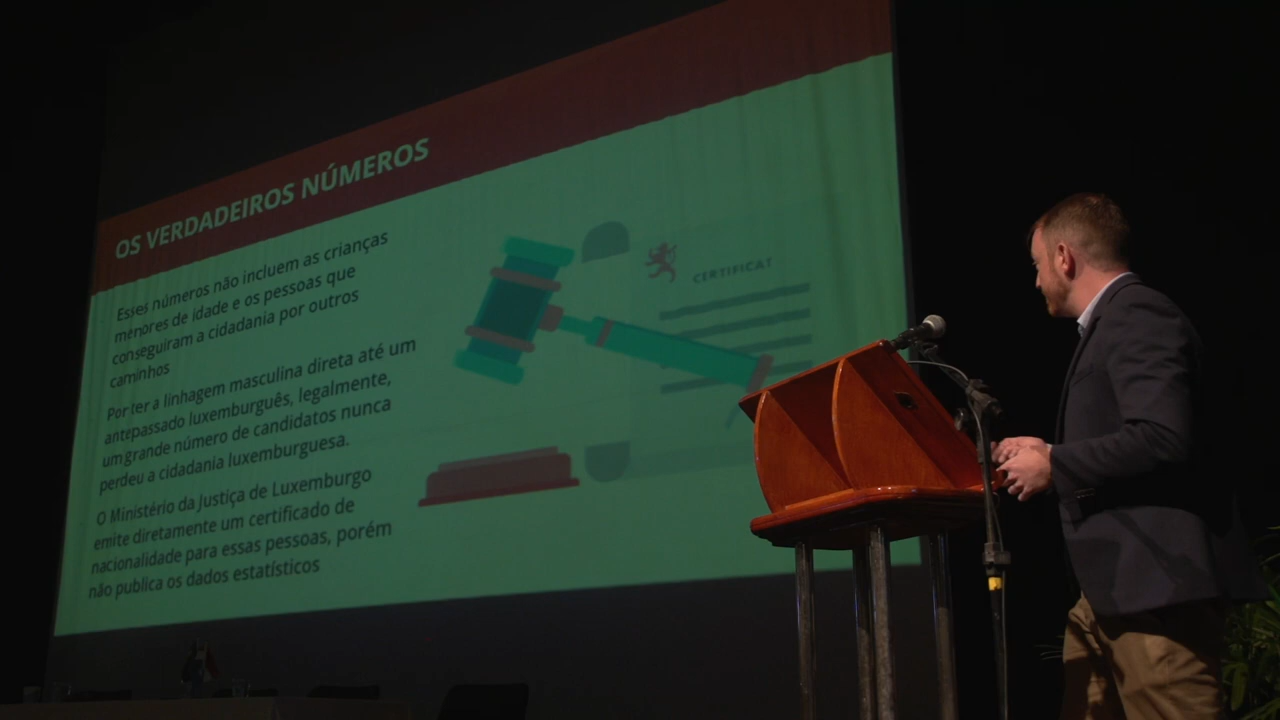 OS VERDADEIROS NÚMEROS
Esses números não incluem as crianças
menores de idade e os pessoas que
conseguiram a cidadania por outros
caminhos
Por ter a linhagem masculina direta até um
antepassado luxemburguês, legalmente,
um grande número de candidatos nunca
perdeu a cidadania luxemburguesa.
O Ministério da Justiça de Luxemburgo
emite diretamente um certificado de
nacionalidade para essas pessoas, porém
não publica os dados estatísticos
CERTIFICAT